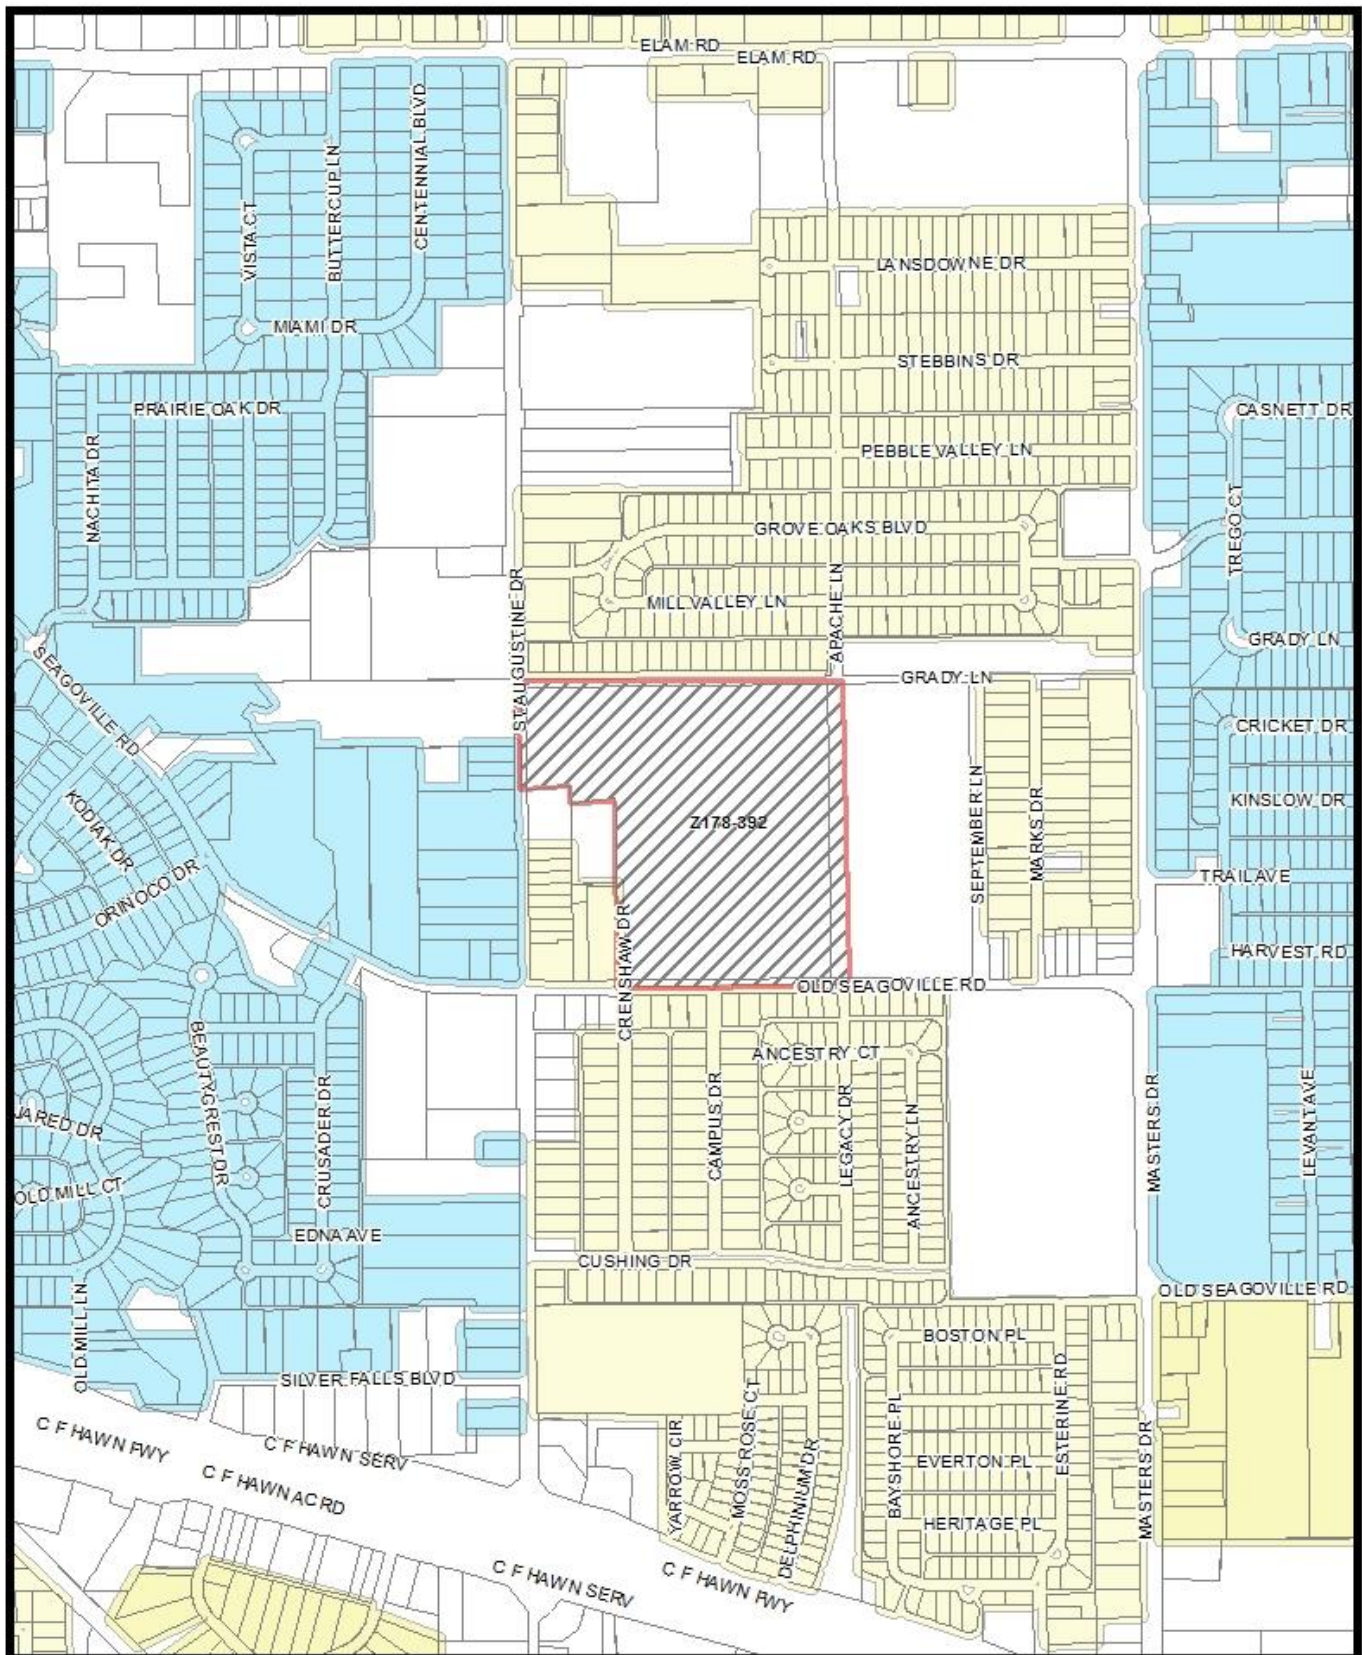 ELAM RD
ELAM RD
CENTENNIAL BLVD
BUTTERCUP LN
VISTA CT
LANSDOWNE DR
MIAMI DR
STEBBINS DR
PRAIRIE OAK DR
CASNETT DR
NACHITA DR
PEBBLE VALLEY LN
TREGO CT
GROVE OAKS BLVD
APACHE LN
MILL VALLEY LN
ST AUGUSTINE DR
GRADY LN
SEAGOVILLE RD
GRADY LN
CRICKET DR
KODIAK DR
Z178-392
SEPTEMBER LN
MARKS DR
KINSLOW DR
ORINOCO DR
TRAIL AVE
CRENSHAW DR
HARVEST RD
OLD SEAGOVILLE RD
BEAUTYCREST DR
ANCESTRY CT
CRUSADER DR
CAMPUS DR
LEGACY DR
ANCESTRY LN
MASTERS DR
LEVANT AVE
JARED DR
OLD MILL CT
EDNA AVE
CUSHING DR
OLD SEAGOVILLE RD
OLD MILL LN
BOSTON PL
SILVER FALLS BLVD
ESTERINE RD
MOSS ROSE CT
BAYSHORE PL
YARROW CIR
DELPHINIUM DR
MASTERS DR
C F HAWN FWY
C F HAWN SERV
EVERTON PL
C F HAWN AC RD
HERITAGE PL
C F HAWN SERV
C F HAWN FWY